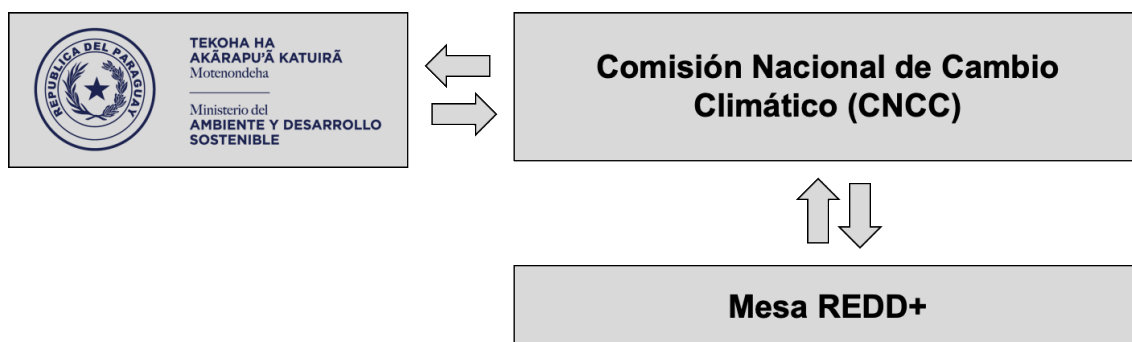 REPUBLICA DEL PARAGUAY
TEKOHA HA
AKÃRAPU'Ã KATUIRÃ
Motenondeha
Ministerio del
AMBIENTE Y DESARROLLO
SOSTENIBLE
Comisión Nacional de Cambio
Climático (CNCC)
Mesa REDD+